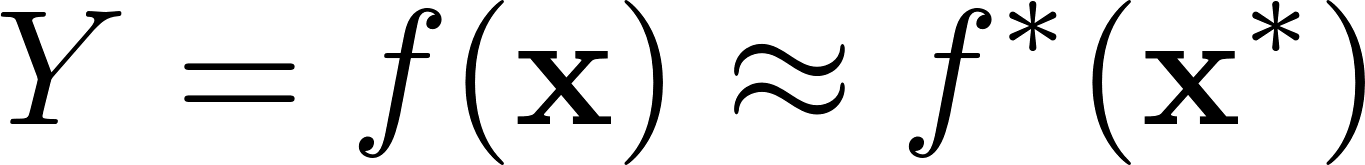 Y = f(𝐱) ≈ f*(𝐱*)